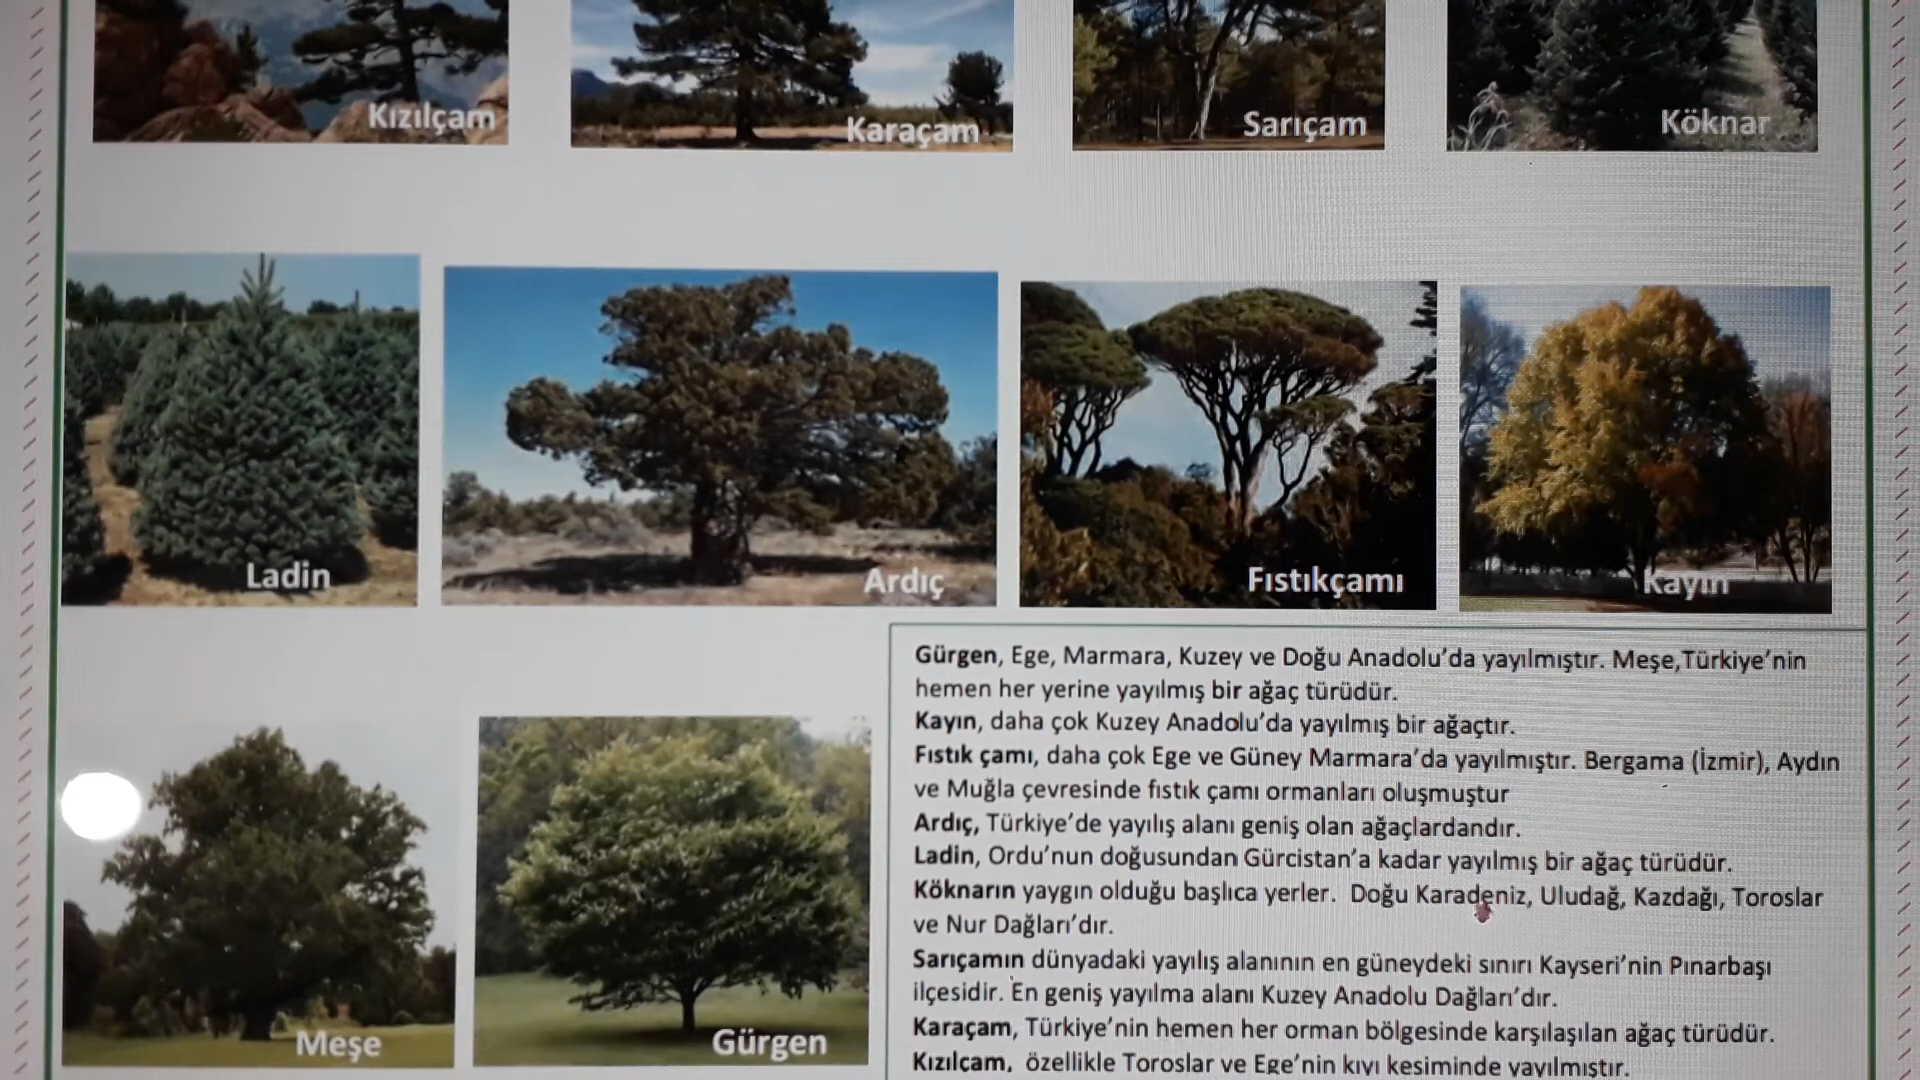 Kızılçam
Karaçam
Sarıçam
Köknar
Ladin
Ardıç
Fıstıkçamı
Kayın
Meşe
Gürgen
Gürgen, Ege, Marmara, Kuzey ve Doğu Anadolu’da yayılmıştır. Meşe,Türkiye’nin
hemen her yerine yayılmış bir ağaç türüdür.
Kayın, daha çok Kuzey Anadolu’da yayılmış bir ağaçtır.
Fıstık çamı, daha çok Ege ve Güney Marmara’da yayılmıştır. Bergama (İzmir), Aydın
ve Muğla çevresinde fıstık çamı ormanları oluşmuştur
Ardıç, Türkiye’de yayılış alanı geniş olan ağaçlardandır.
Ladin, Ordu’nun doğusundan Gürcistan’a kadar yayılmış bir ağaç türüdür.
Köknarın yaygın olduğu başlıca yerler. Doğu Karadeniz, Uludağ, Kazdağı, Toroslar
ve Nur Dağları’dır.
Sarıçamın dünyadaki yayılış alanının en güneydeki sınırı Kayseri’nin Pınarbaşı
ilçesidir. En geniş yayılma alanı Kuzey Anadolu Dağları’dır.
Karaçam, Türkiye’nin hemen her orman bölgesinde karşılaşılan ağaç türüdür.
Kızılçam, özellikle Toroslar ve Ege’nin kıyı kesiminde yayılmıştır.